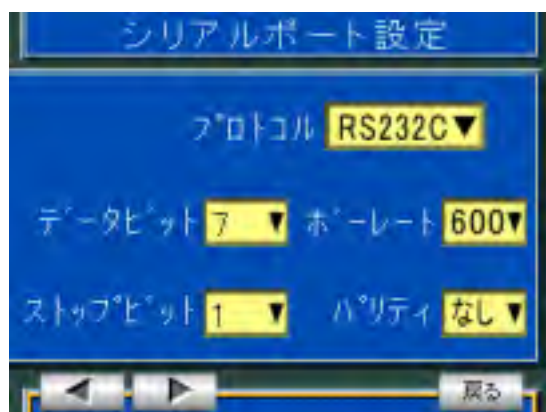 シリアルポート設定
プロトコル RS232C▼
データビット 7 ▼ ボーレート 600▼
ストップビット 1 ▼ パリティ なし▼
◀ ▶ 戻る